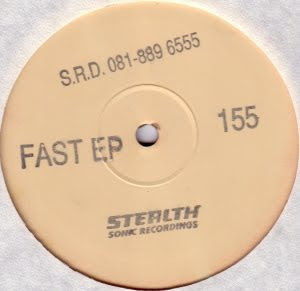 S.R.D. 081-889 6555
FAST EP 155
STEALTH
SONIC RECORDINGS